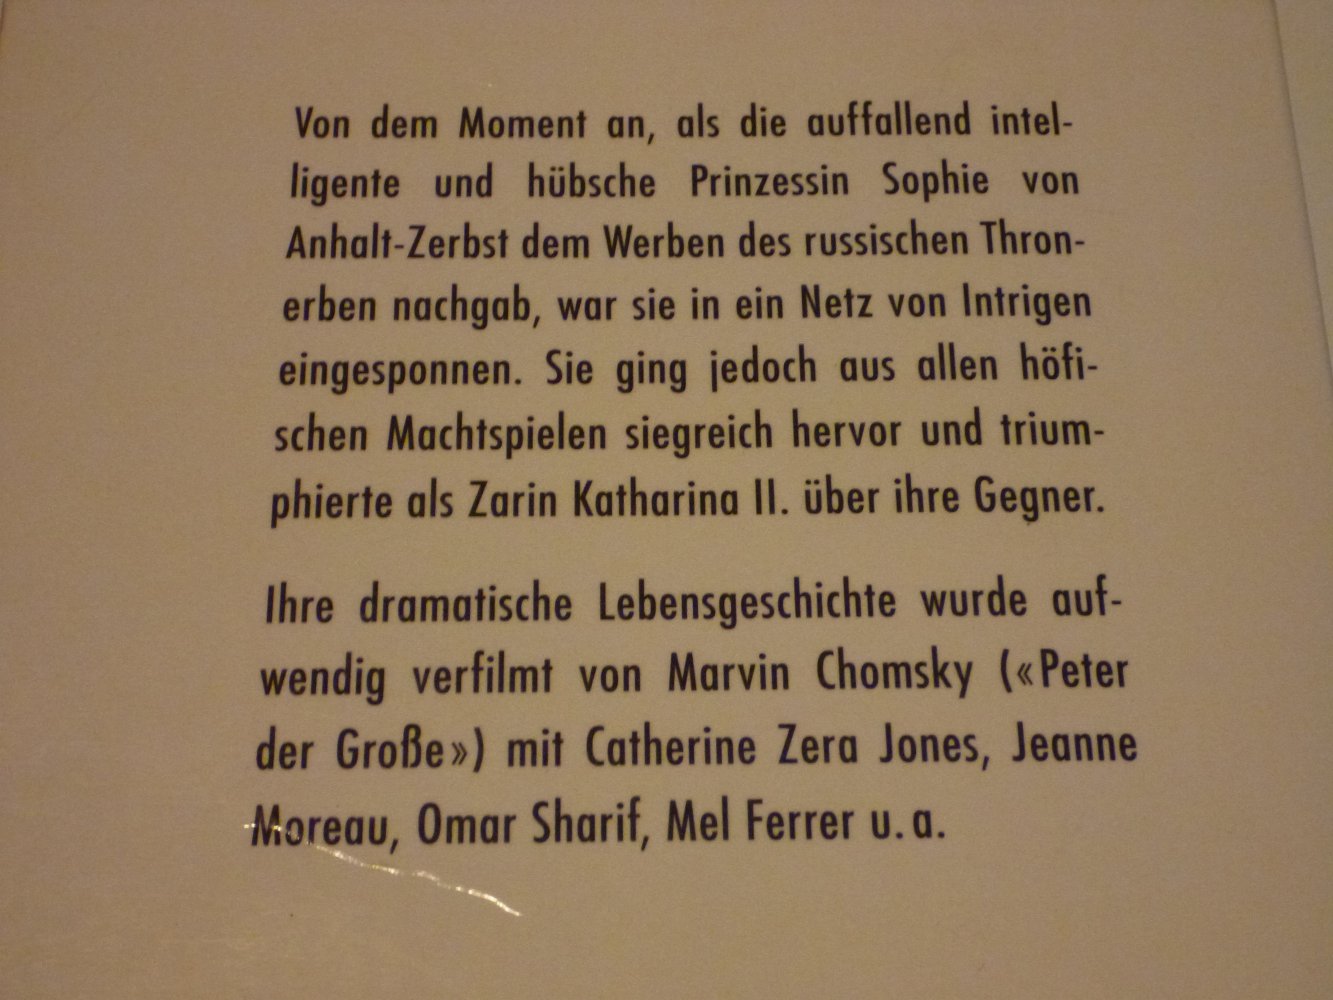 Von dem Moment an, als die auffallend intel-
ligente und hübsche Prinzessin Sophie von
Anhalt-Zerbst dem Werben des russischen Thron-
erben nachgab, war sie in ein Netz von Intrigen
eingesponnen. Sie ging jedoch aus allen höfi-
schen Machtspielen siegreich hervor und trium-
phierte als Zarin Katharina II. über ihre Gegner.
Ihre dramatische Lebensgeschichte wurde auf-
wendig verfilmt von Marvin Chomsky («Peter
der Große») mit Catherine Zera Jones, Jeanne
Moreau, Omar Sharif, Mel Ferrer u. a.